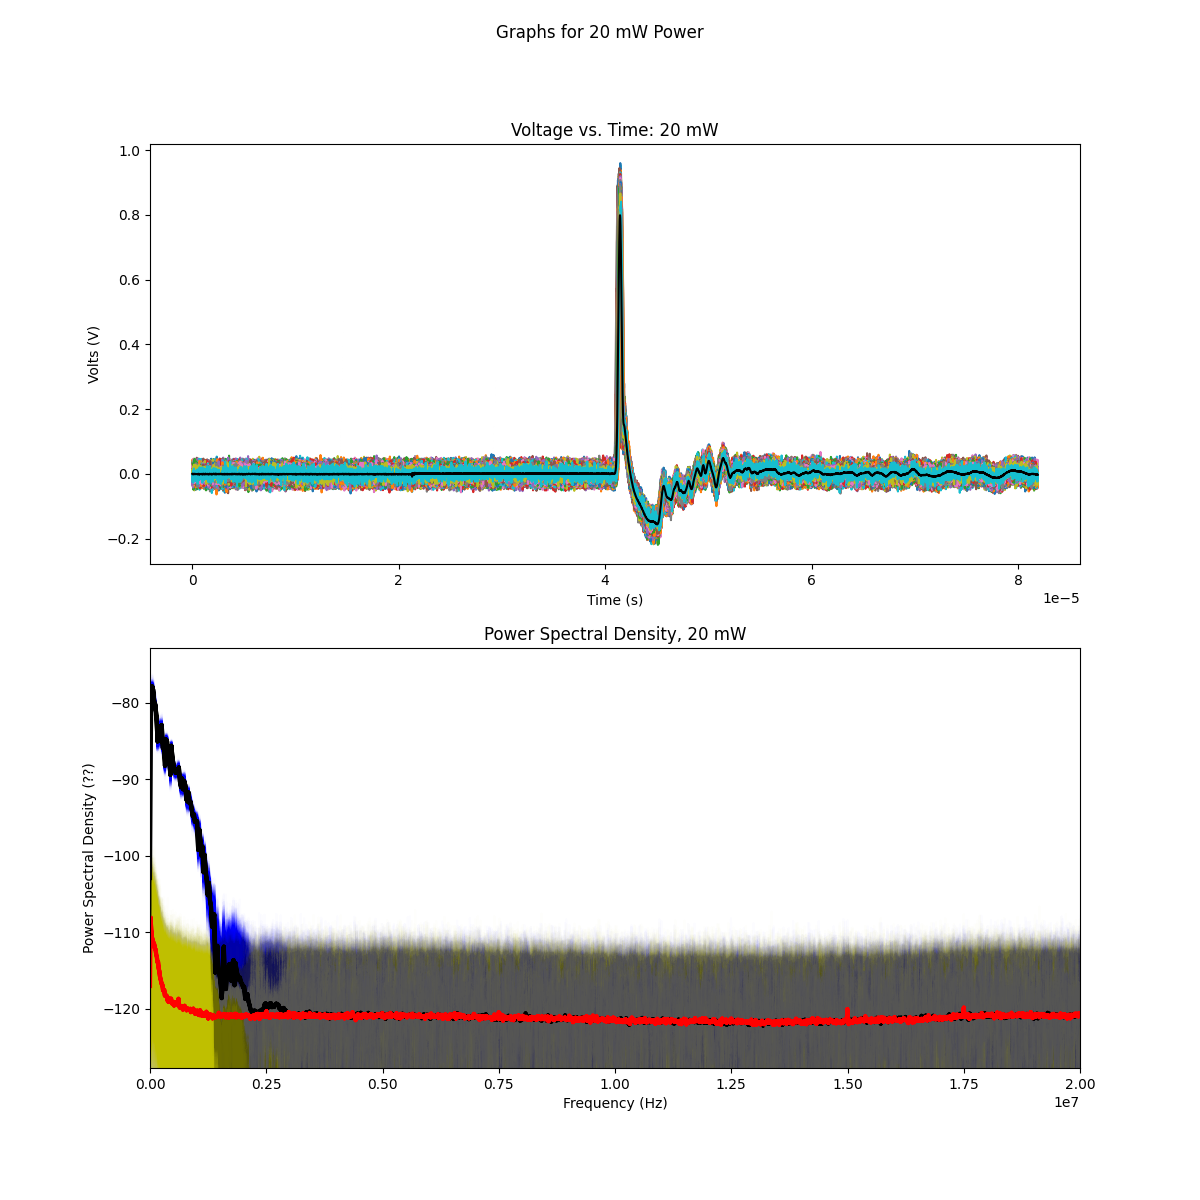 Graphs for 20 mW Power
Voltage vs. Time: 20 mW
1.0
0.8
0.6
0.4
0.2
0.0
−0.2
Volts (V)
0 2 4 6 8
1e−5
Time (s)
Power Spectral Density, 20 mW
−80
−90
−100
−110
−120
Power Spectral Density (??)
0.00 0.25 0.50 0.75 1.00 1.25 1.50 1.75 2.00
1e7
Frequency (Hz)